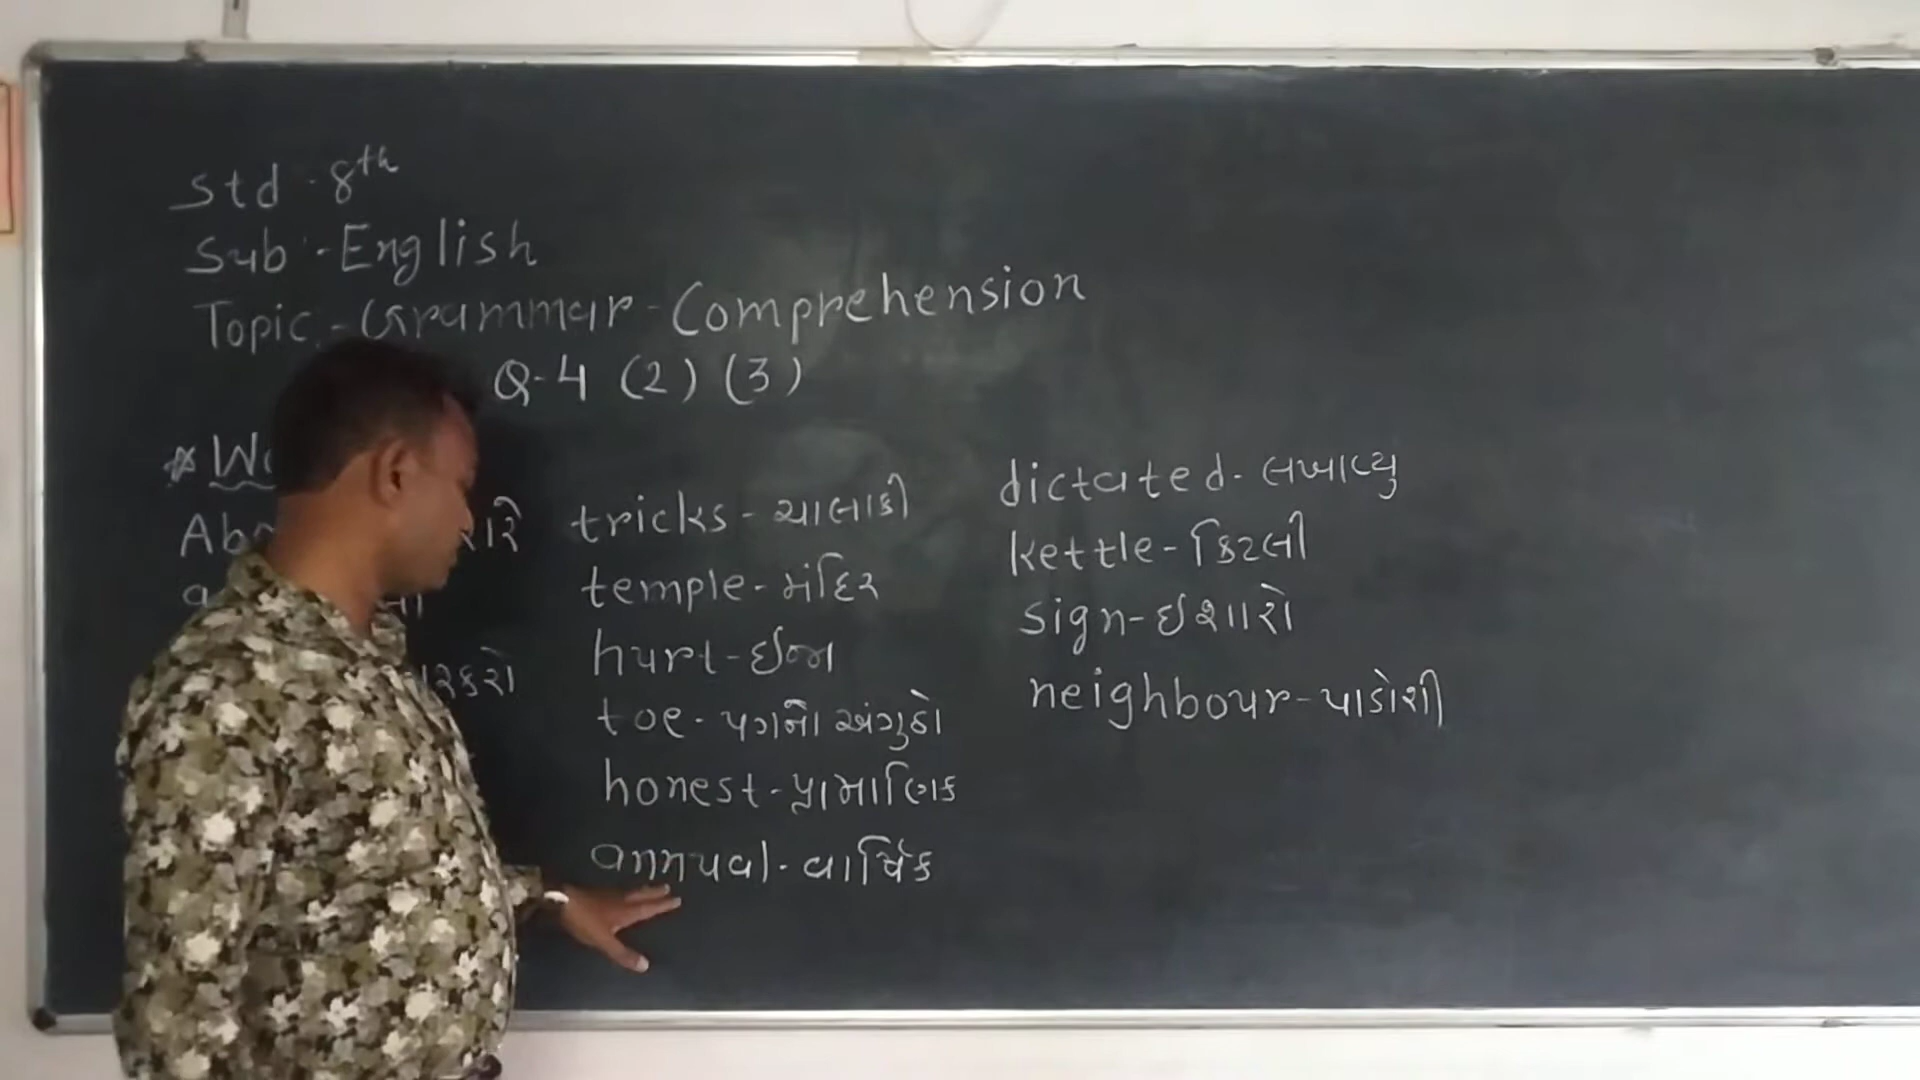 Std - 8th
Sub - English
Topic - Grammar - Comprehension
Q-4 (2) (3)
tricks - ચાલાકી
temple - મંદિર
hurt - ઈજા
toe - પગનો અંગુઠો
honest - પ્રામાણિક
annual - વાર્ષિક
dictated - લખાવ્યુ
kettle - કિટલી
sign - ઈશારો
neighbour - પાડોશી